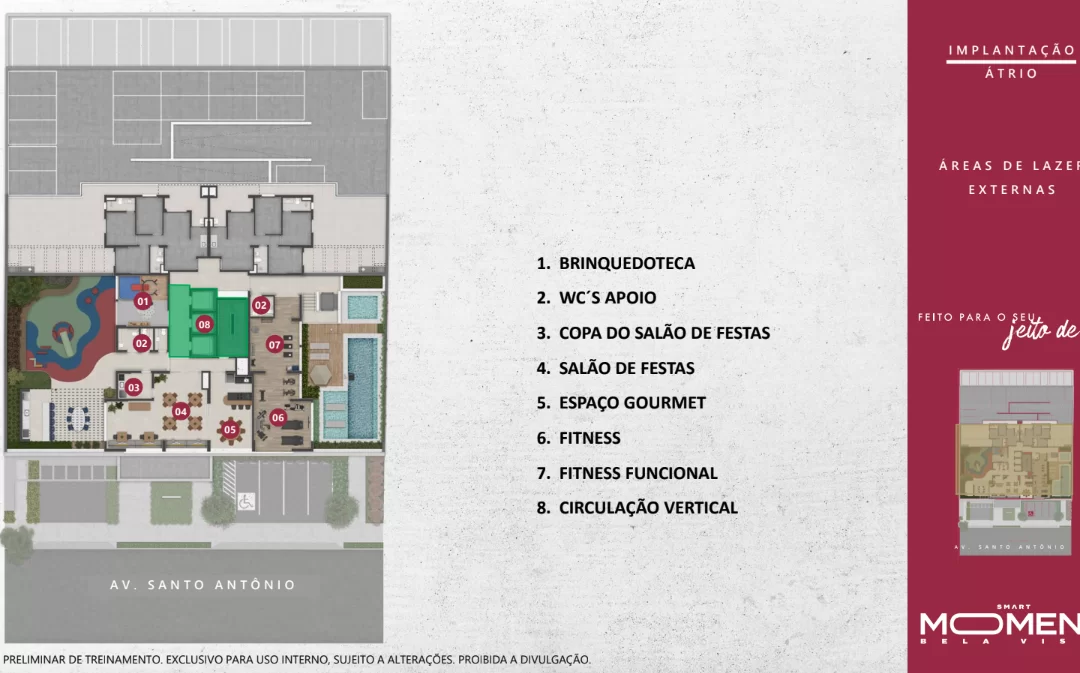 IMPLANTAÇÃO
ÁTRIO
ÁREAS DE LAZER
EXTERNAS
1. BRINQUEDOTECA
2. WC´S APOIO
3. COPA DO SALÃO DE FESTAS
4. SALÃO DE FESTAS
5. ESPAÇO GOURMET
6. FITNESS
7. FITNESS FUNCIONAL
8. CIRCULAÇÃO VERTICAL
01
02
08
02
07
03
04
05
06
FEITO PARA O SEU
jeito de
AV. SANTO ANTÔNIO
AV. SANTO ANTÔNIO
SMART
MOOMEN
BELA VIS
PRELIMINAR DE TREINAMENTO. EXCLUSIVO PARA USO INTERNO, SUJEITO A ALTERAÇÕES. PROIBIDA A DIVULGAÇÃO.